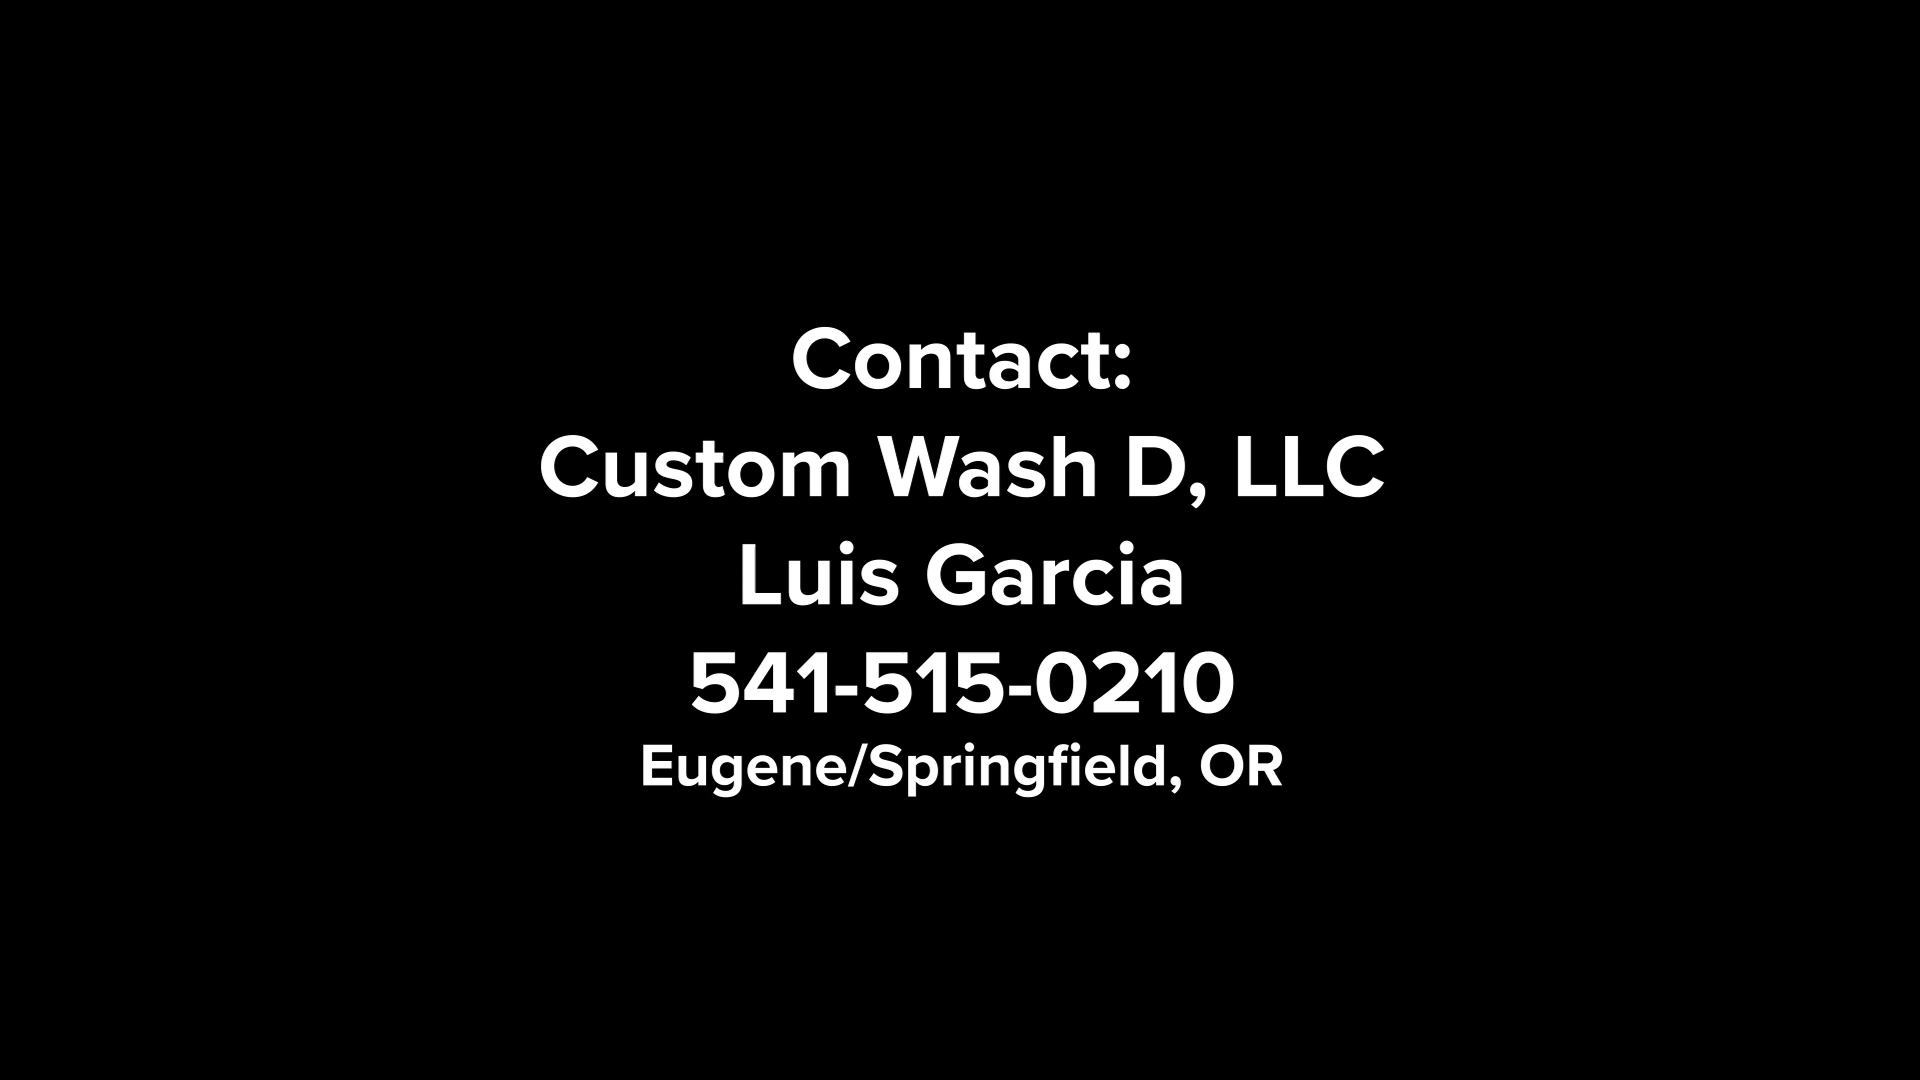 Contact:
Custom Wash D, LLC
Luis Garcia
541-515-0210
Eugene/Springfield, OR